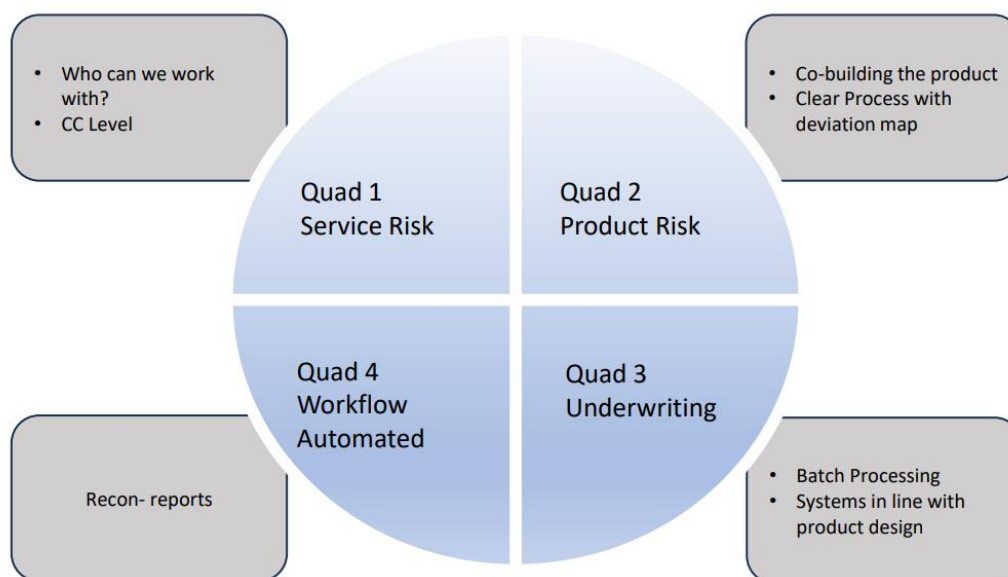 • Who can we work
with?
• CC Level
• Co-building the product
• Clear Process with
deviation map
Quad 1
Service Risk
Quad 2
Product Risk
Quad 4
Workflow
Automated
Quad 3
Underwriting
Recon- reports
• Batch Processing
• Systems in line with
product design